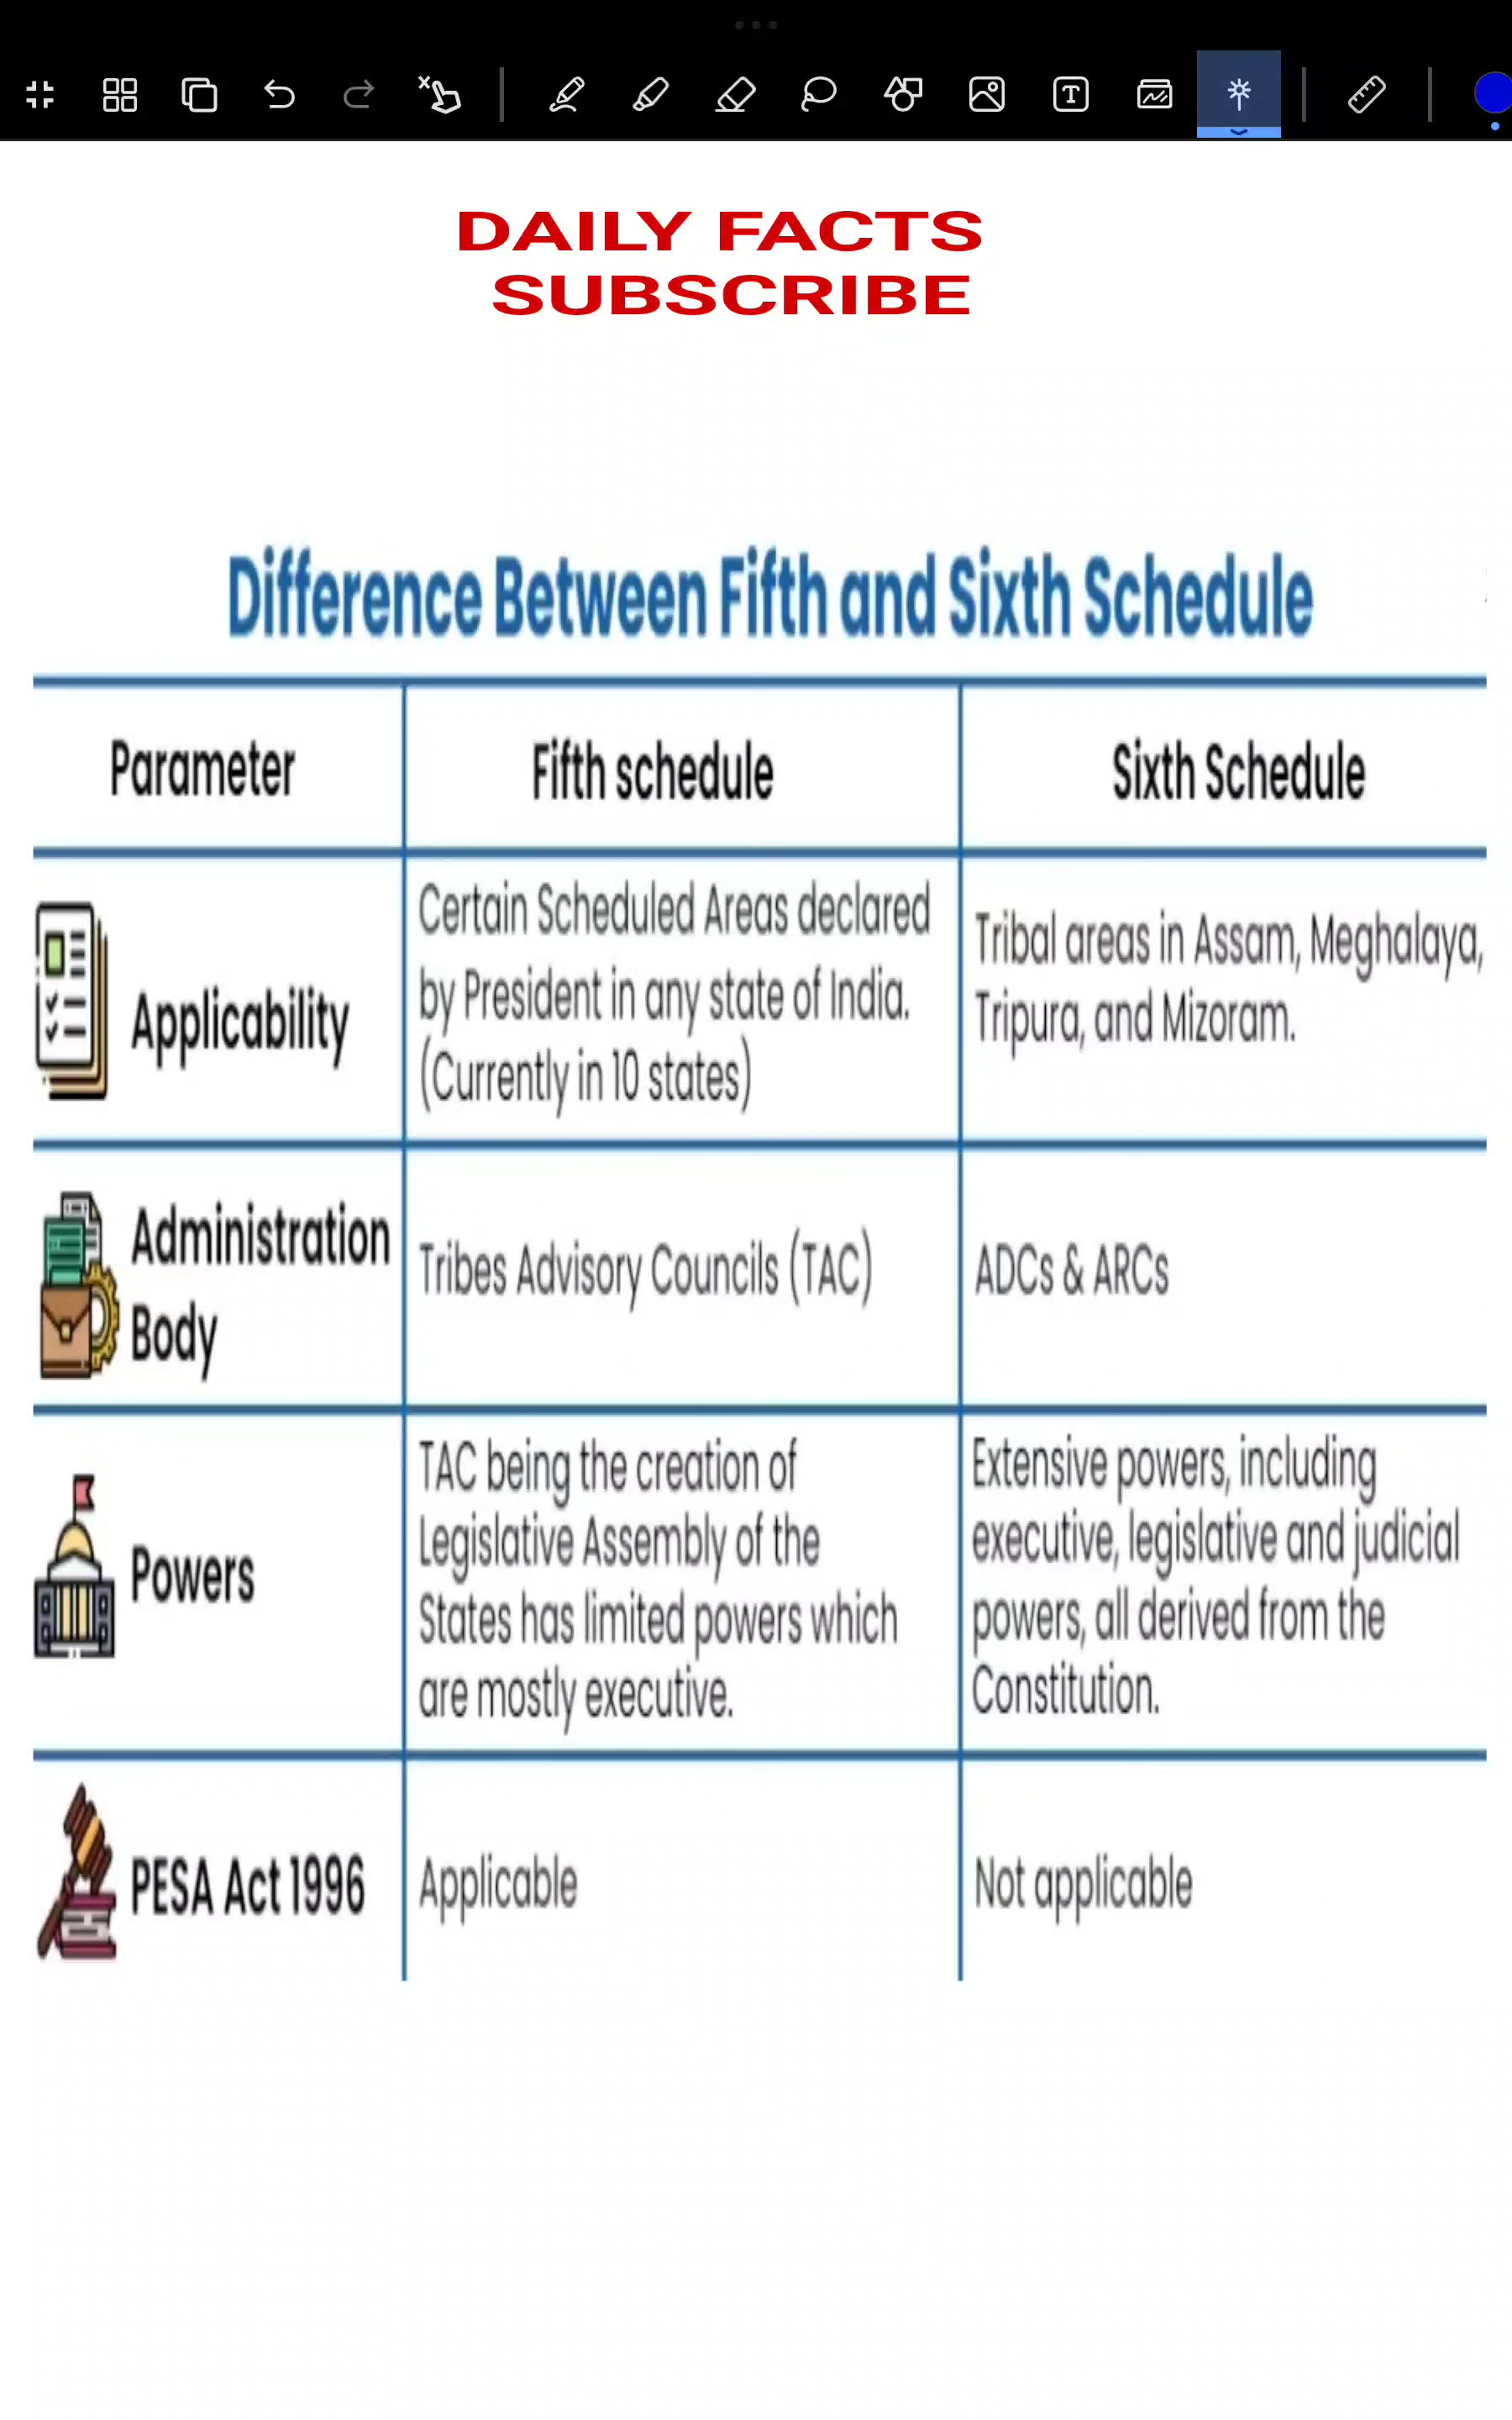 DAILY FACTS
SUBSCRIBE
Difference Between Fifth and Sixth Schedule
Parameter
Fifth schedule
Sixth Schedule
Applicability
Certain Scheduled Areas declared
by President in any state of India.
(Currently in 10 states)
Tribal areas in Assam, Meghalaya,
Tripura, and Mizoram.
Administration
Body
Tribes Advisory Councils (TAC)
ADCs & ARCs
Powers
TAC being the creation of
Legislative Assembly of the
States has limited powers which
are mostly executive.
Extensive powers, including
executive, legislative and judicial
powers, all derived from the
Constitution.
PESA Act 1996
Applicable
Not applicable